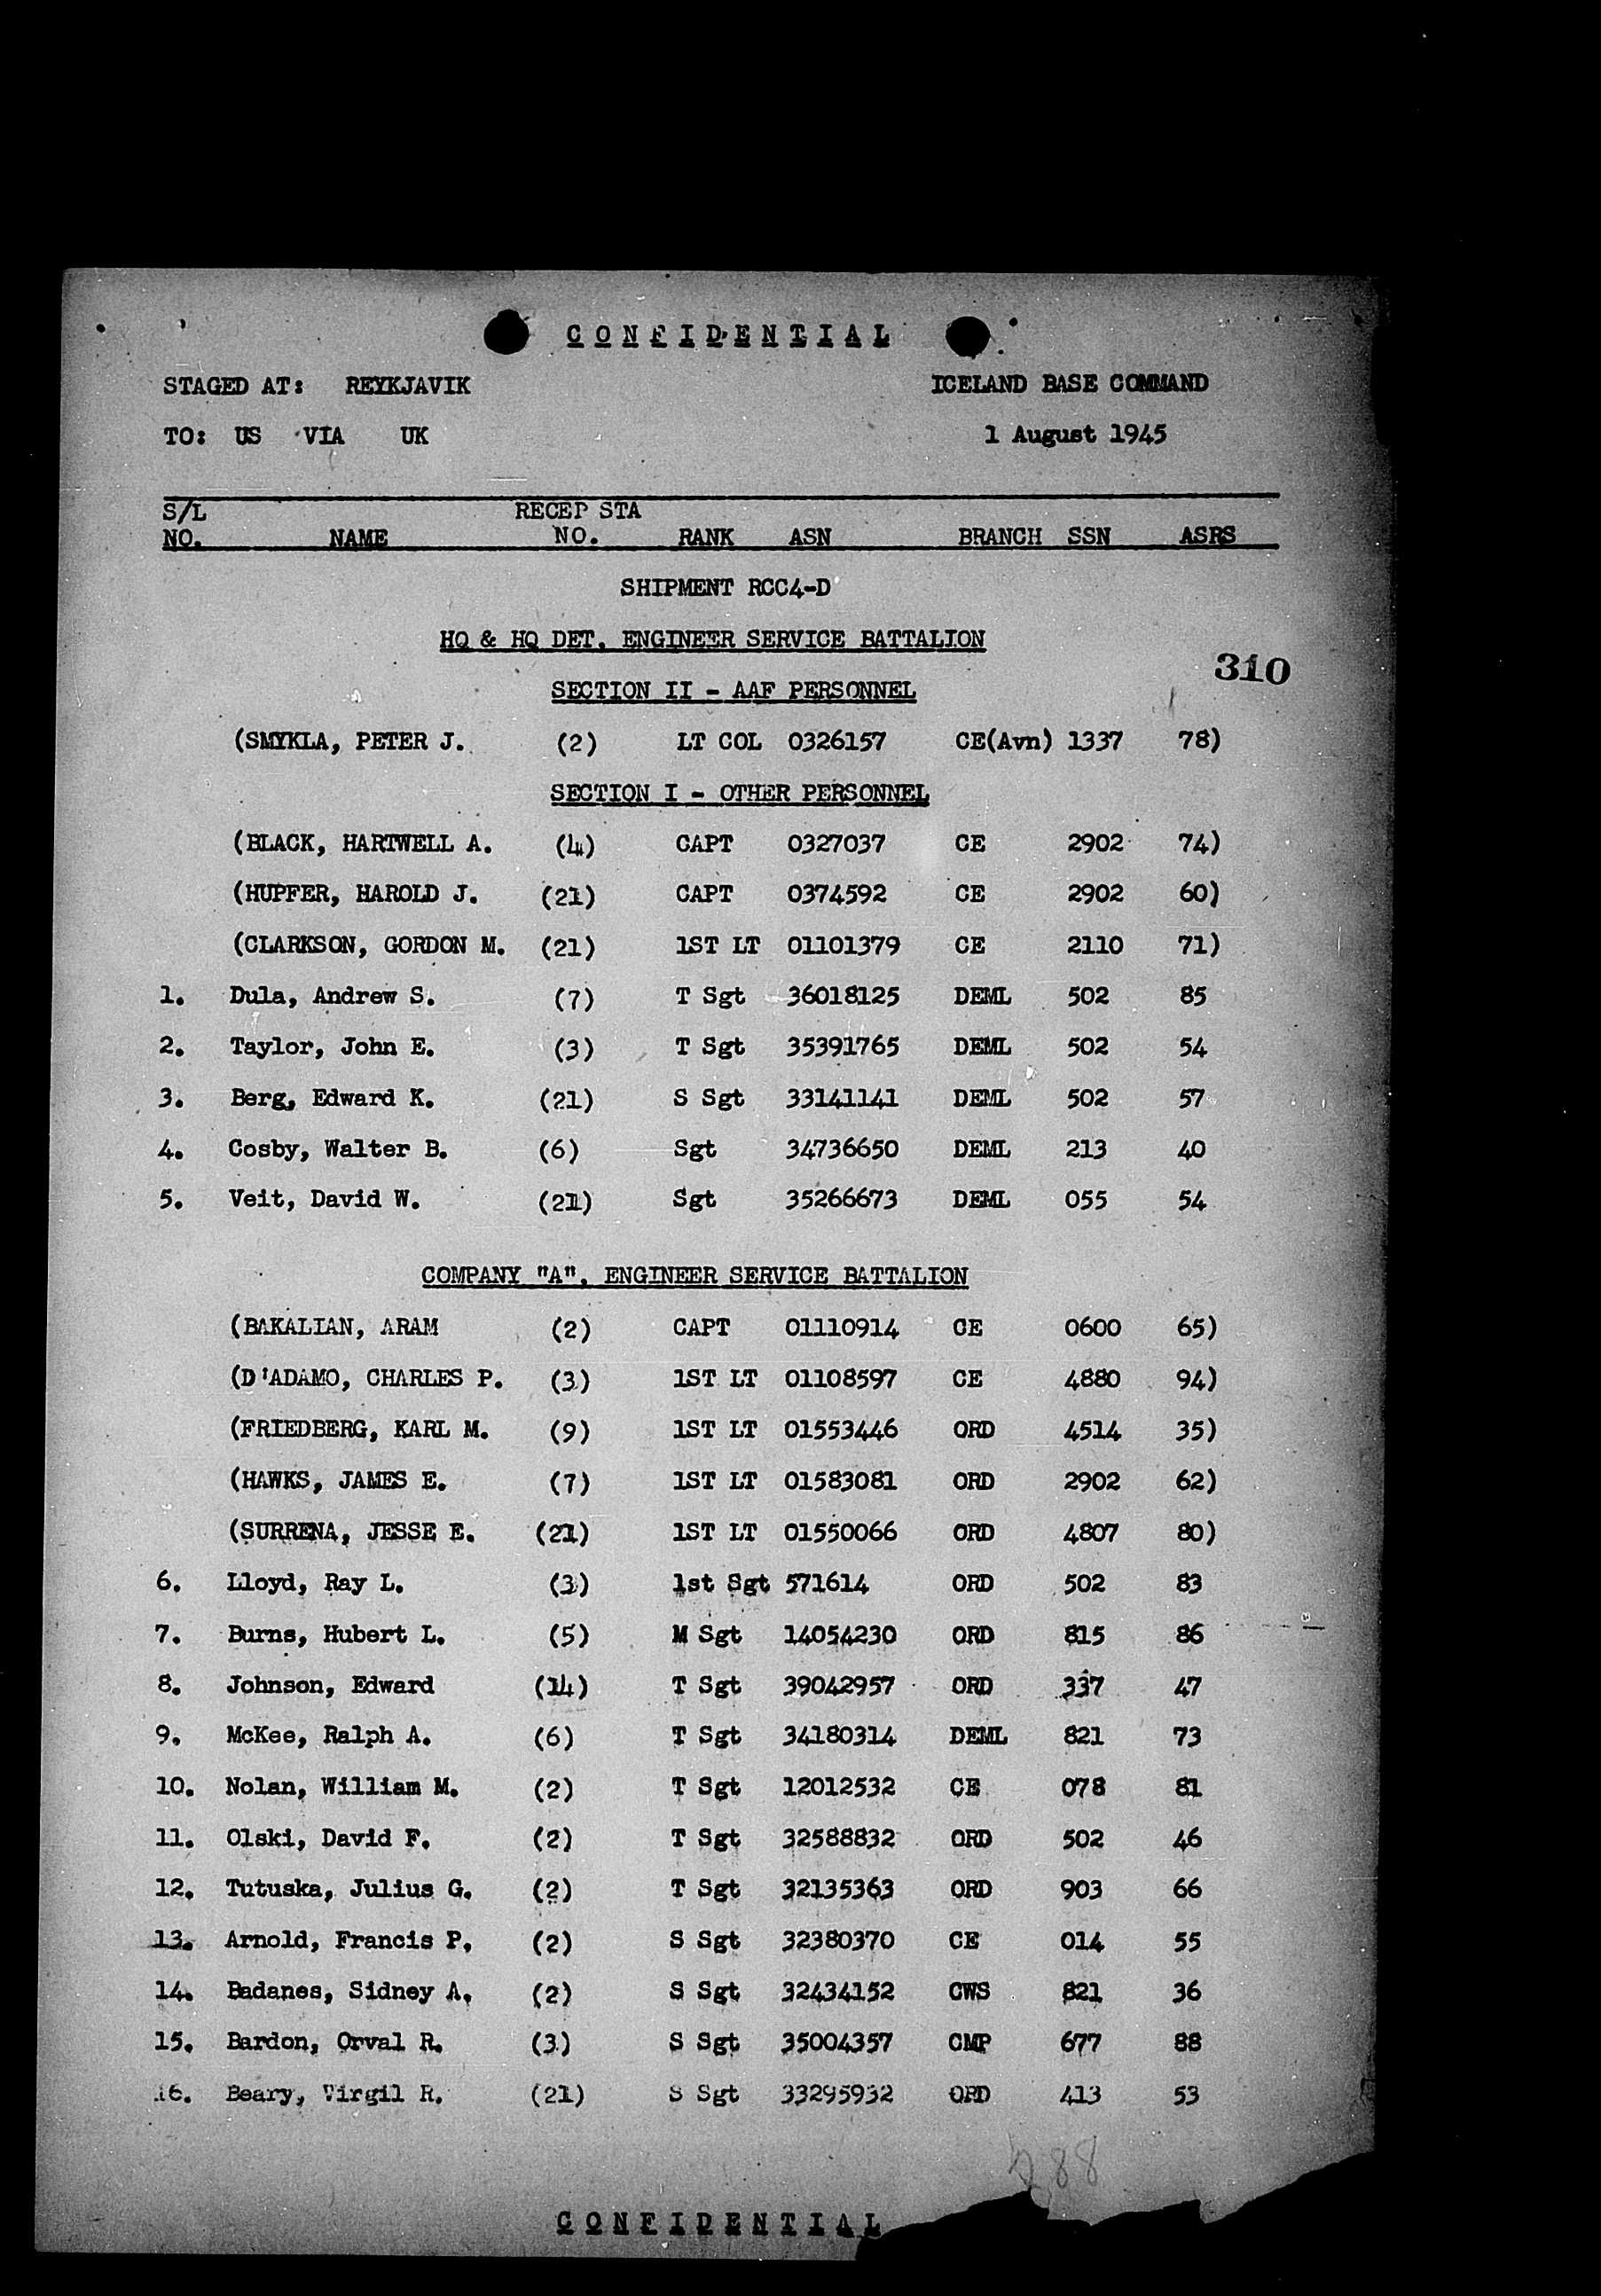 CONFIDENTIAL
STAGED AT: REYKJAVIK ICELAND BASE COMMAND
TO: US VIA UK 1 August 1945
S/L RECEP STA
NO. NAME NO. RANK ASN BRANCH SSN ASRS
SHIPMENT RCC4-D
HQ & HQ DET. ENGINEER SERVICE BATTALION
310
SECTION II - AAF PERSONNEL
(SMYKLA, PETER J. (2) LT COL 0326157 CE(Avn) 1337 78)
SECTION I - OTHER PERSONNEL
(BLACK, HARTWELL A. (4) CAPT 0327037 CE 2902 74)
(HUPFER, HAROLD J. (21) CAPT 0374592 CE 2902 60)
(CLARKSON, GORDON M. (21) 1ST LT 01101379 CE 2110 71)
1. Dula, Andrew S. (7) T Sgt 36018125 DEML 502 85
2. Taylor, John E. (3) T Sgt 35391765 DEML 502 54
3. Berg, Edward K. (21) S Sgt 33141141 DEML 502 57
4. Cosby, Walter B. (6) Sgt 34736650 DEML 213 40
5. Veit, David W. (21) Sgt 35266673 DEML 055 54
COMPANY "A", ENGINEER SERVICE BATTALION
(BAKALIAN, ARAM (2) CAPT 01110914 CE 0600 65)
(D'ADAMO, CHARLES P. (3) 1ST LT 01108597 CE 4880 94)
(FRIEDBERG, KARL M. (9) 1ST LT 01553446 ORD 4514 35)
(HAWKS, JAMES E. (7) 1ST LT 01583081 ORD 2902 62)
(SURRENA, JESSE E. (21) 1ST LT 01550066 ORD 4807 80)
6. Lloyd, Ray L. (3) 1st Sgt 571614 ORD 502 83
7. Burns, Hubert L. (5) M Sgt 14054230 ORD 815 86
8. Johnson, Edward (14) T Sgt 39042957 ORD 337 47
9. McKee, Ralph A. (6) T Sgt 34180314 DEML 821 73
10. Nolan, William M. (2) T Sgt 12012532 CE 078 81
11. Olski, David F. (2) T Sgt 32588832 ORD 502 46
12. Tutuska, Julius G. (2) T Sgt 32135363 ORD 903 66
13. Arnold, Francis P. (2) S Sgt 32380370 CE 014 55
14. Badanes, Sidney A. (2) S Sgt 32434152 CWS 821 36
15. Bardon, Orval R. (3) S Sgt 35004357 CMP 677 88
16. Beary, Virgil R. (21) S Sgt 33295932 ORD 413 53
288
CONFIDENTIAL